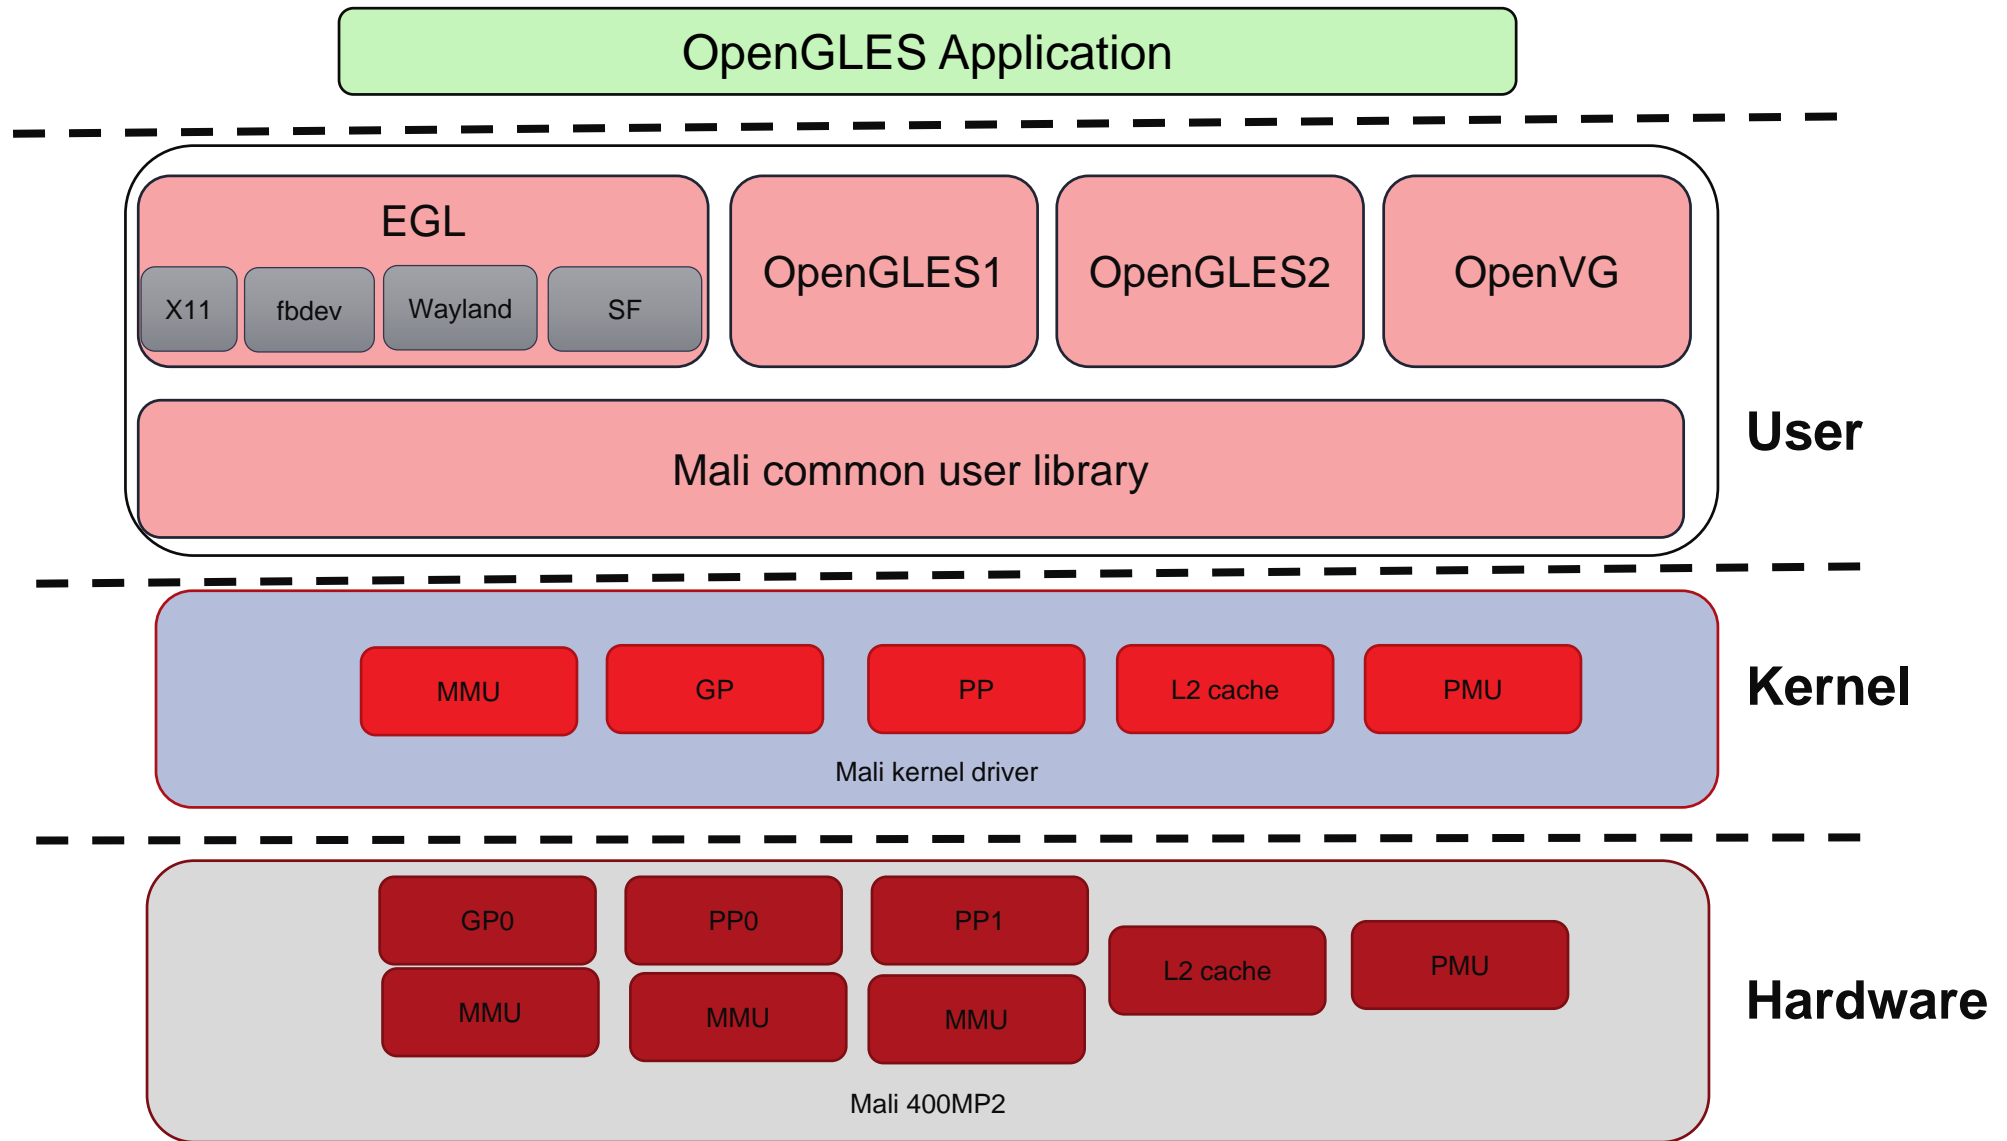 OpenGLES Application
EGL
X11
fbdev
Wayland
SF
OpenGLES1
OpenGLES2
OpenVG
Mali common user library
User
MMU
GP
PP
L2 cache
PMU
Mali kernel driver
Kernel
GP0
PP0
PP1
L2 cache
PMU
MMU
MMU
MMU
Mali 400MP2
Hardware